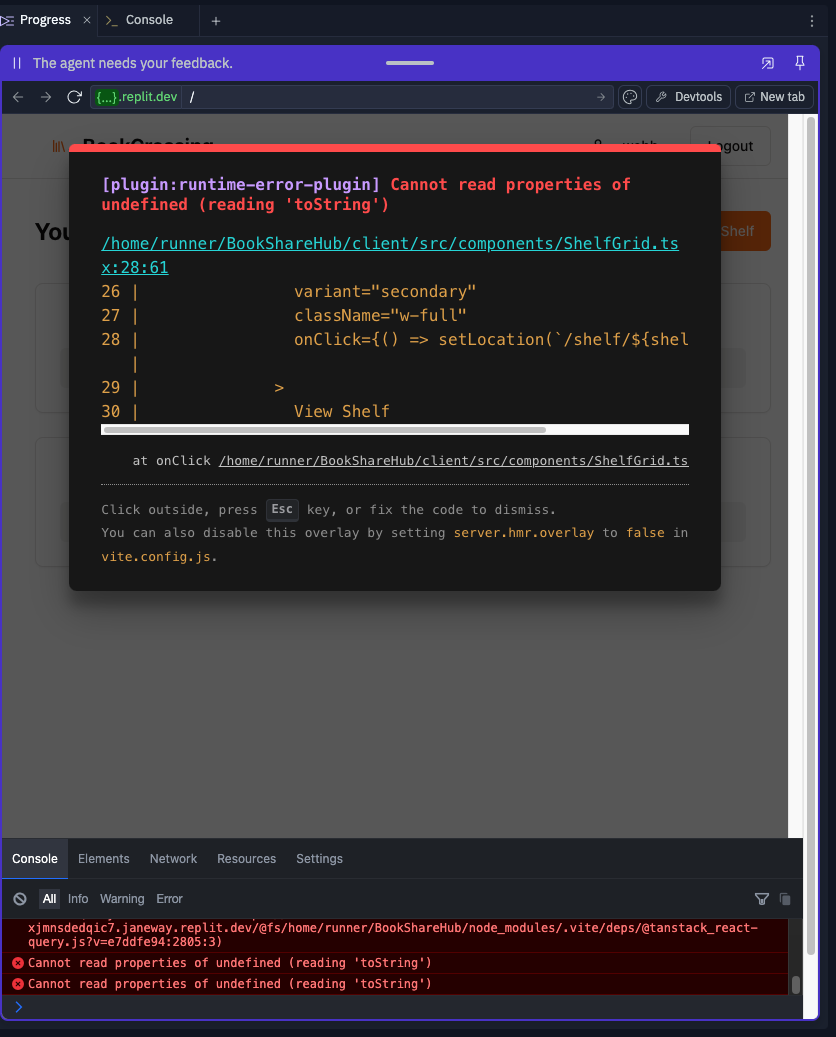 Progress
Console
The agent needs your feedback.
{...}.replit.dev /
Devtools
New tab
BookCrossing
Logout
You
Shelf
[plugin:runtime-error-plugin] Cannot read properties of
undefined (reading 'toString')
/home/runner/BookShareHub/client/src/components/ShelfGrid.ts
x:28:61
26 | variant="secondary"
27 | className="w-full"
28 | onClick={() => setLocation(`/shelf/${shel
|
29 | >
30 | View Shelf
at onClick /home/runner/BookShareHub/client/src/components/ShelfGrid.ts
Click outside, press Esc key, or fix the code to dismiss.
You can also disable this overlay by setting server.hmr.overlay to false in
vite.config.js.
Console
Elements
Network
Resources
Settings
All
Info
Warning
Error
xjmnsdedqic7.janeway.replit.dev/@fs/home/runner/BookShareHub/node_modules/.vite/deps/@tanstack_react-
query.js?v=e7ddfe94:2805:3)
Cannot read properties of undefined (reading 'toString')
Cannot read properties of undefined (reading 'toString')